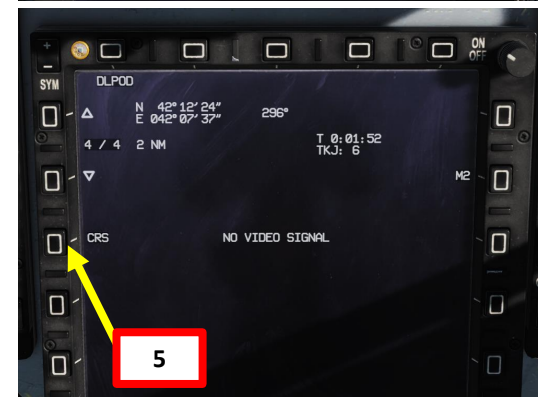 +
-
SYM
ON
OFF
DLPOD
N 42°12'24"
E 042°07'37"
296°
4 / 4 2 NM
T 0:01:52
TKJ: 6
M2
CRS
NO VIDEO SIGNAL
5